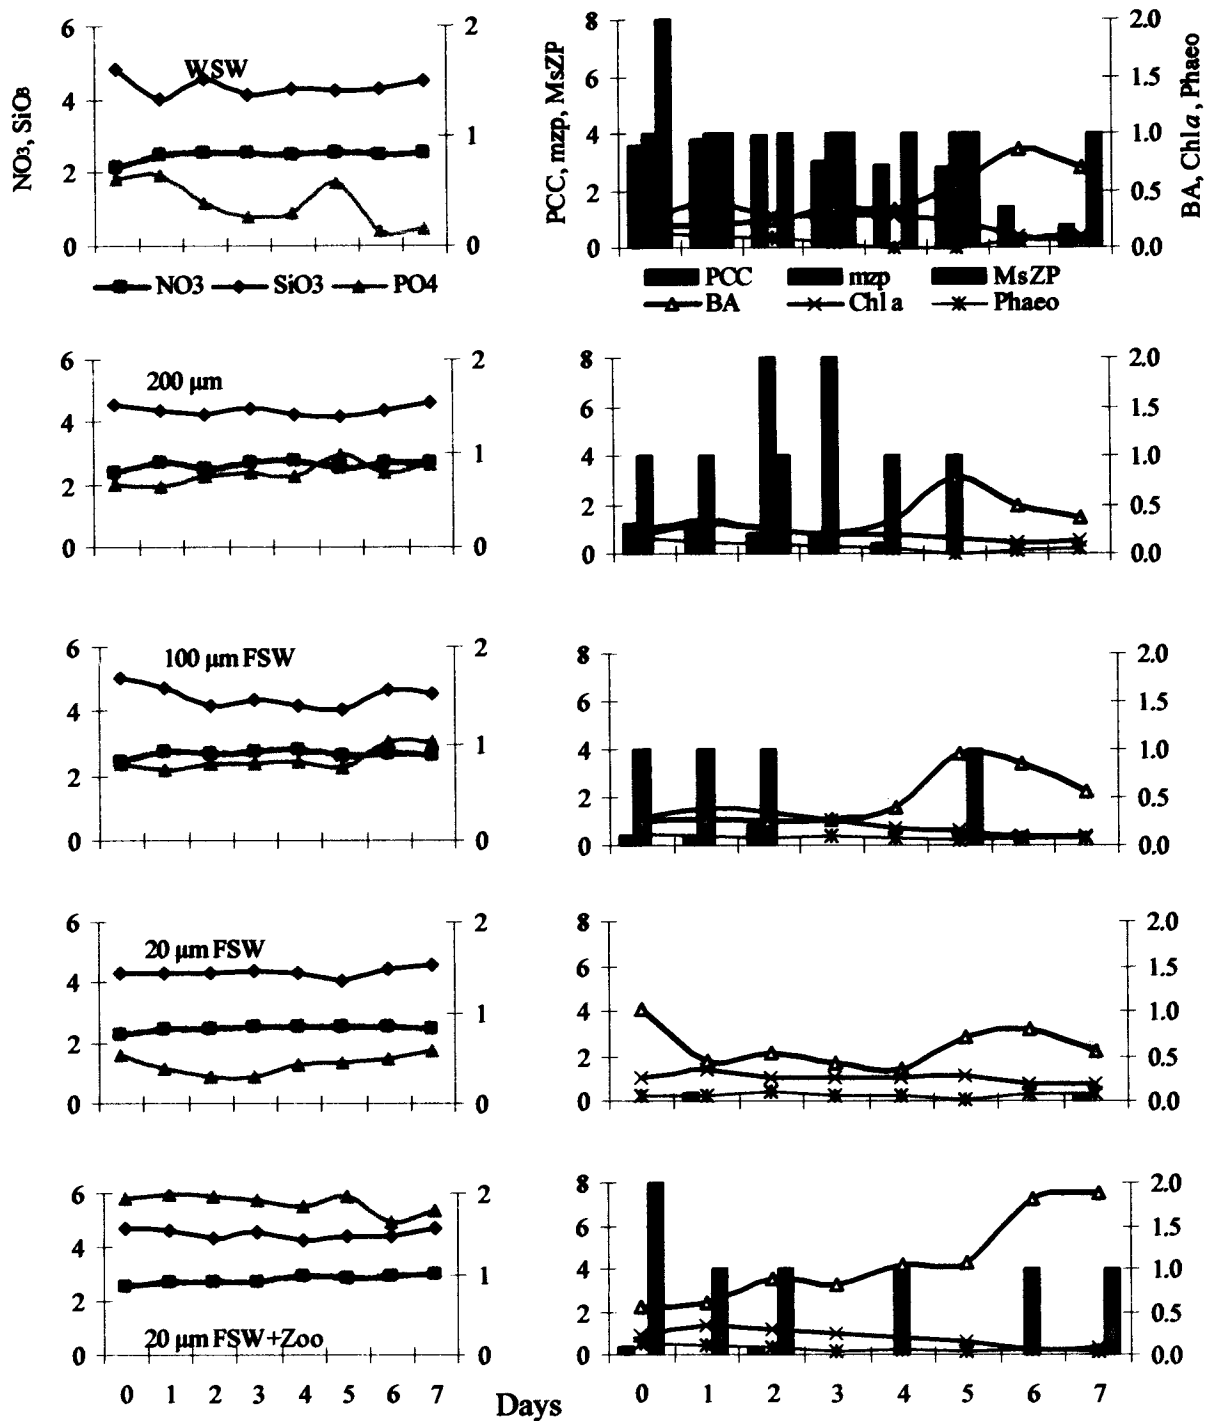 6 2 8 2.0
WSW
NO3, SiO3
4 1 4 1.0
2 2 0.5
0 0 0 0.0
6 1.5
PCC, mzp, MsZP
BA, Chl a, Phaeo
NO3 SiO3 PO4
PCC mzp MsZP
BA Chl a Phaeo
6 2 8 2.0
200 µm
6 1.5
4 1 4 1.0
2 2 0.5
0 0 0 0.0
6 2 8 2.0
100 µm FSW
6 1.5
4 1 4 1.0
2 2 0.5
0 0 0 0.0
6 2 8 2.0
20 µm FSW
6 1.5
4 1 4 1.0
2 2 0.5
0 0 0 0.0
6 2 8 2.0
6 1.5
4 1 4 1.0
2 2 0.5
20 µm FSW+Zoo
0 0 0 0.0
0 1 2 3 4 5 6 7 0 1 2 3 4 5 6 7
Days